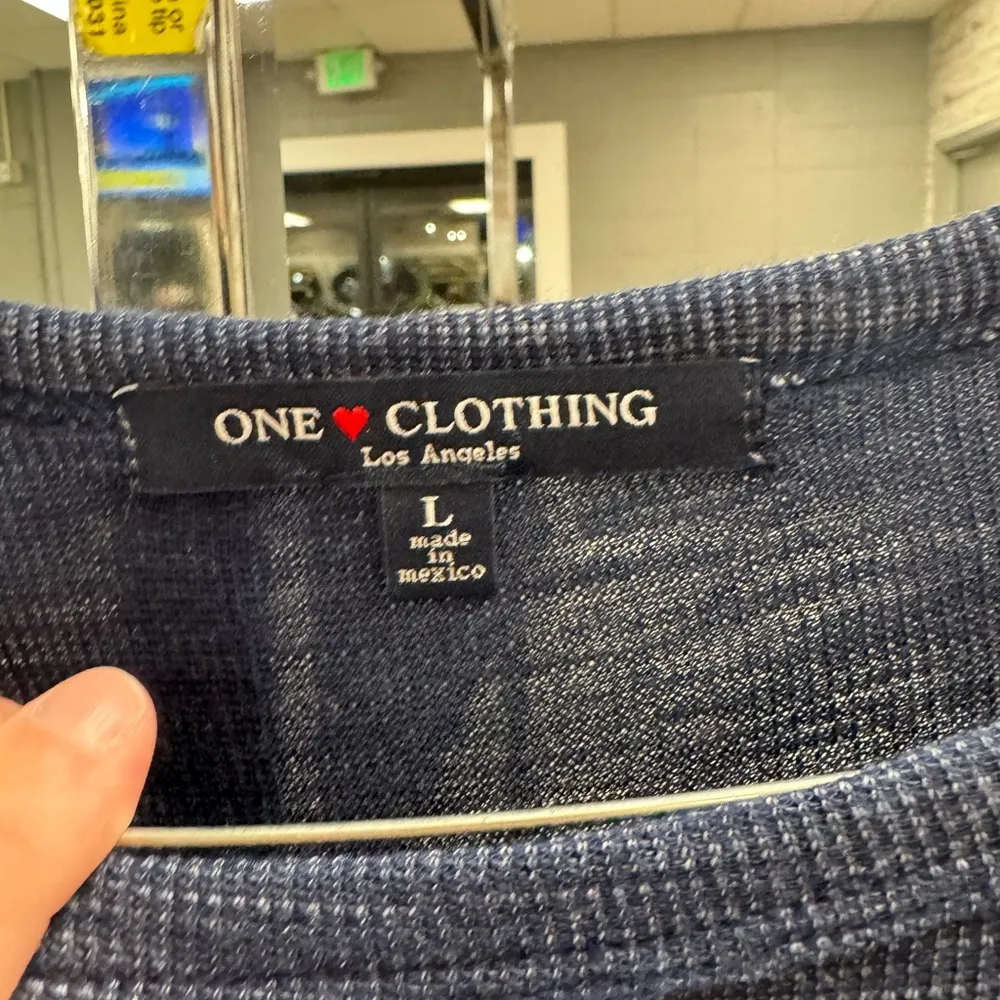 ONE ♥ CLOTHING
Los Angeles
L
made
in
mexico